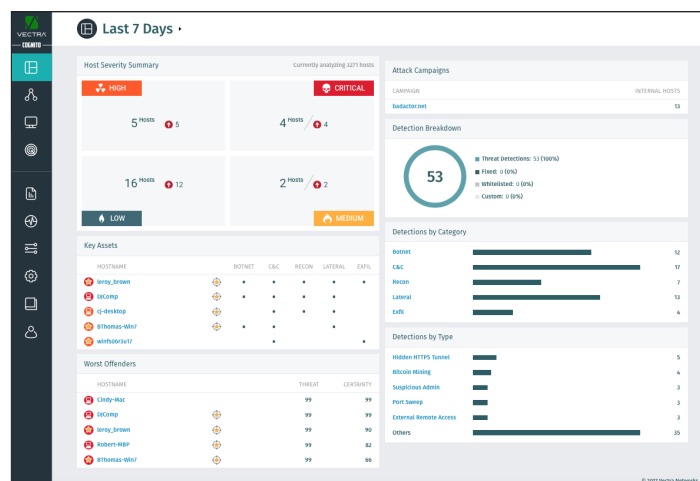 VECTRA
COGNITO
Last 7 Days
Host Severity Summary
Currently analyzing 3271 hosts
HIGH
CRITICAL
5 Hosts 5
4 Hosts 4
16 Hosts 12
2 Hosts 2
LOW
MEDIUM
Key Assets
HOSTNAME BOTNET C&C RECON LATERAL EXFIL
leroy_brown
DJComp
cj-desktop
BThomas-Win7
winfs06r3u17
Worst Offenders
HOSTNAME THREAT CERTAINTY
Cindy-Mac 99 99
DJComp 99 99
leroy_brown 99 90
Robert-MBP 99 82
BThomas-Win7 99 66
Attack Campaigns
CAMPAIGN INTERNAL HOSTS
badactor.net 13
Detection Breakdown
53
Threat Detections: 53 (100%)
Fixed: 0 (0%)
Whitelisted: 0 (0%)
Custom: 0 (0%)
Detections by Category
Botnet 12
C&C 17
Recon 7
Lateral 13
Exfil 4
Detections by Type
Hidden HTTPS Tunnel 5
Bitcoin Mining 4
Suspicious Admin 3
Port Sweep 3
External Remote Access 3
Others 35
© 2017 Vectra Networks